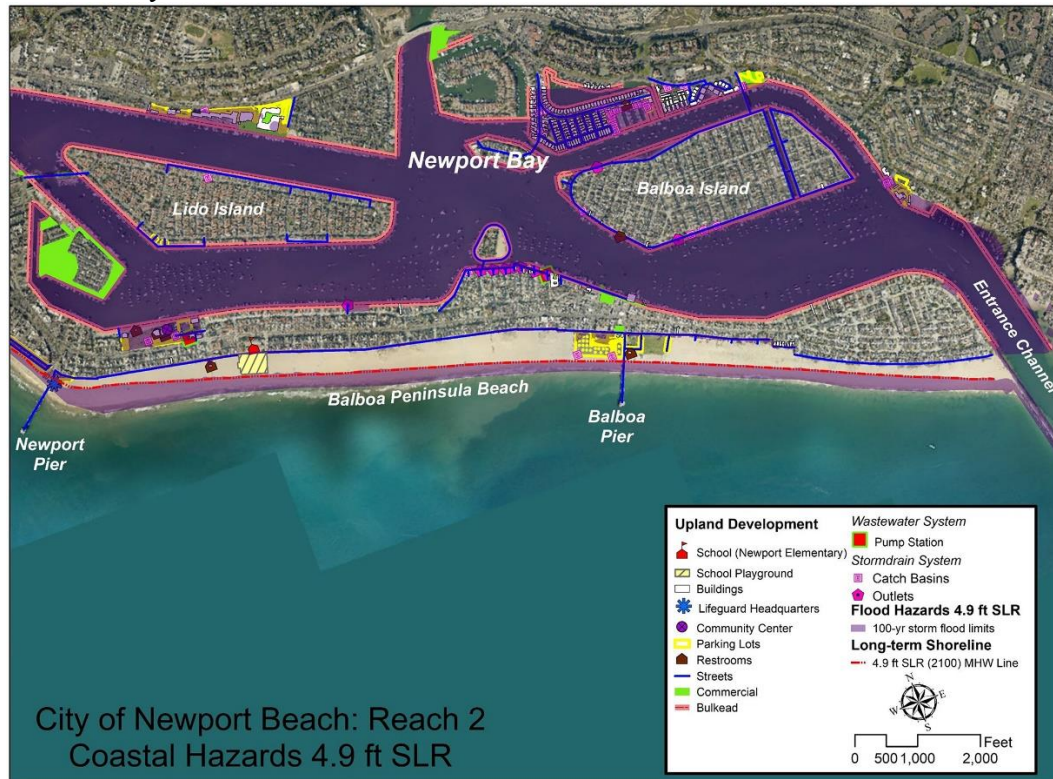 Newport Bay
Lido Island
Balboa Island
Entrance Channel
Balboa Peninsula Beach
Newport
Pier
Balboa
Pier
Upland Development
School (Newport Elementary)
School Playground
Buildings
Lifeguard Headquarters
Community Center
Parking Lots
Restrooms
Streets
Commercial
Bulkead
Wastewater System
Pump Station
Stormdrain System
Catch Basins
Outlets
Flood Hazards 4.9 ft SLR
100-yr storm flood limits
Long-term Shoreline
4.9 ft SLR (2100) MHW Line
N
E
W
S
Feet
0 500 1,000 2,000
City of Newport Beach: Reach 2
Coastal Hazards 4.9 ft SLR